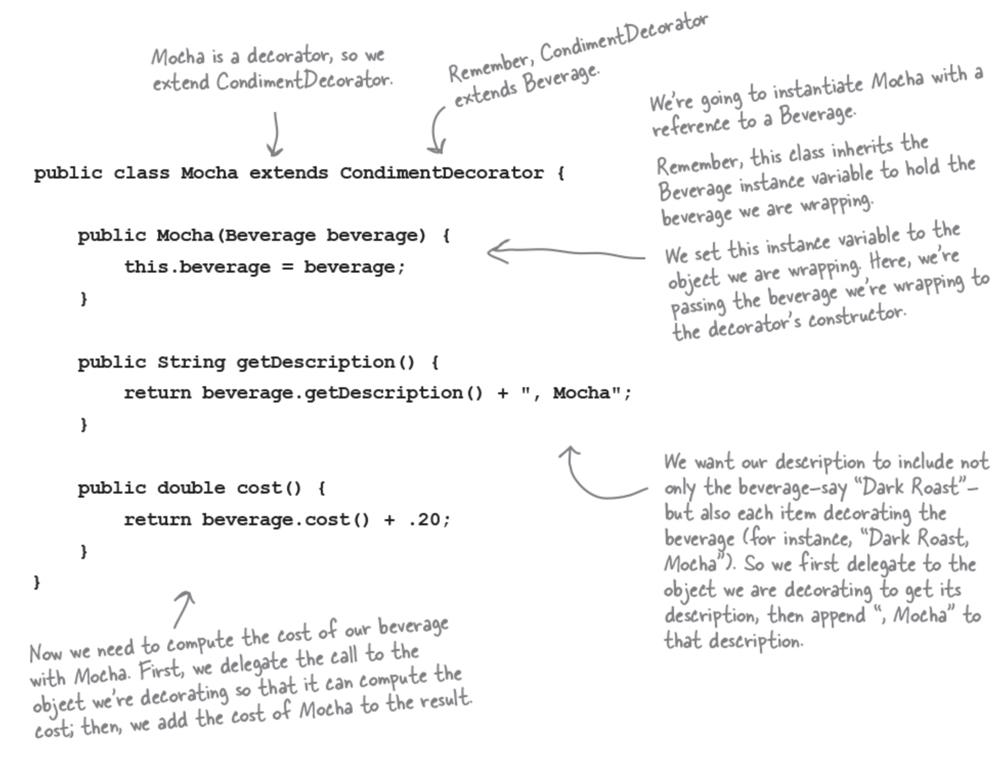 Mocha is a decorator, so we
extend CondimentDecorator.
Remember, CondimentDecorator
extends Beverage.
public class Mocha extends CondimentDecorator {
We're going to instantiate Mocha with a
reference to a Beverage.
Remember, this class inherits the
Beverage instance variable to hold the
beverage we are wrapping.
We set this instance variable to the
object we are wrapping. Here, we're
passing the beverage we're wrapping to
the decorator's constructor.
public Mocha(Beverage beverage) {
this.beverage = beverage;
}
public String getDescription() {
return beverage.getDescription() + ", Mocha";
}
We want our description to include not
only the beverage–say “Dark Roast”–
but also each item decorating the
beverage (for instance, “Dark Roast,
Mocha”). So we first delegate to the
object we are decorating to get its
description, then append “, Mocha” to
that description.
public double cost() {
return beverage.cost() + .20;
}
}
Now we need to compute the cost of our beverage
with Mocha. First, we delegate the call to the
object we're decorating so that it can compute the
cost; then, we add the cost of Mocha to the result.